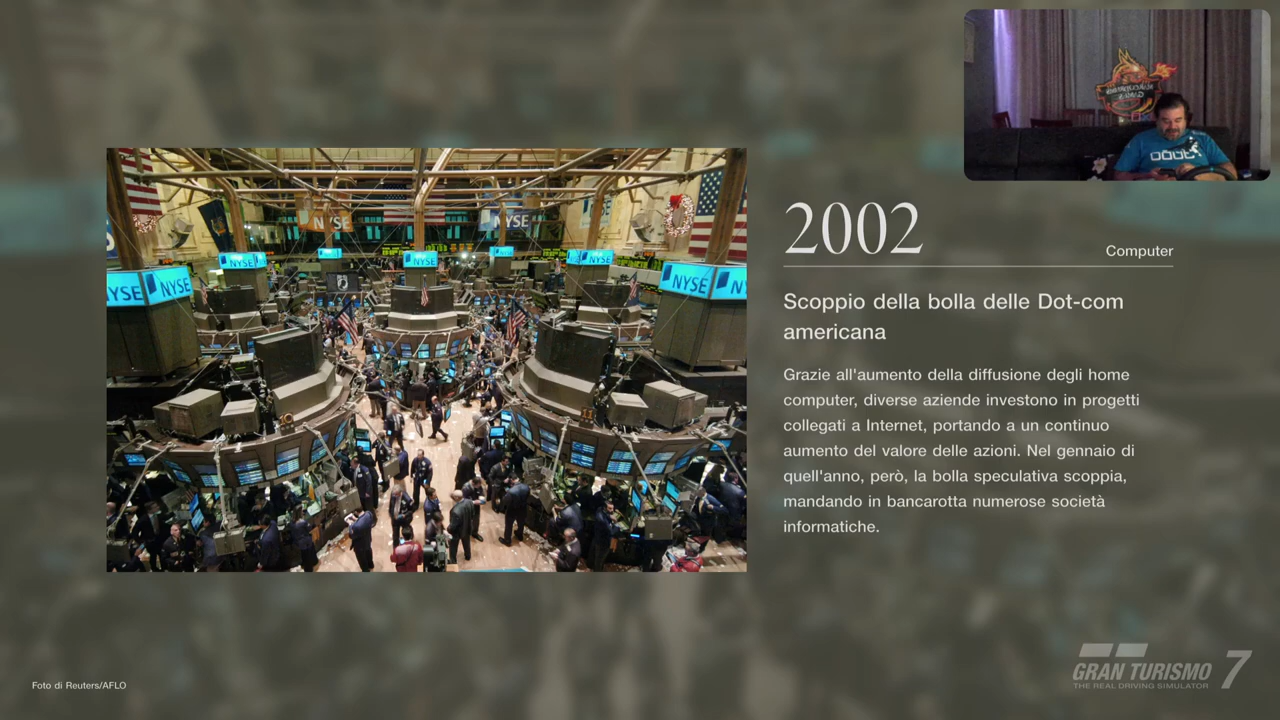 2002
Computer
Scoppio della bolla delle Dot-com
americana
Grazie all'aumento della diffusione degli home
computer, diverse aziende investono in progetti
collegati a Internet, portando a un continuo
aumento del valore delle azioni. Nel gennaio di
quell'anno, però, la bolla speculativa scoppia,
mandando in bancarotta numerose società
informatiche.
NYSE
NYSE
NYSE
NYSE
NYSE
NYSE
NYSE
Foto di Reuters/AFLO
GRAN TURISMO 7
THE REAL DRIVING SIMULATOR